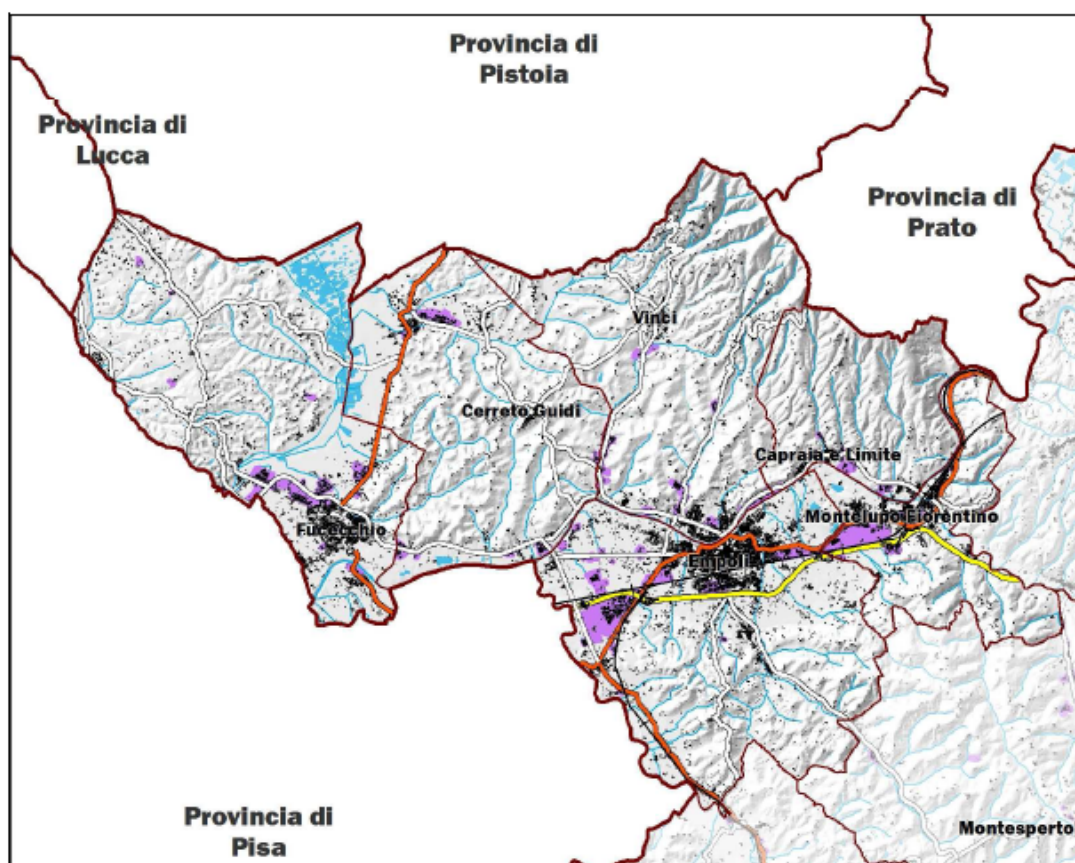 Provincia di
Pistoia
Provincia di
Lucca
Provincia di
Prato
Vinci
Cerreto Guidi
Capraia e Limite
Montelupo Fiorentino
Fucecchio
Empoli
Provincia di
Pisa
Montesperto